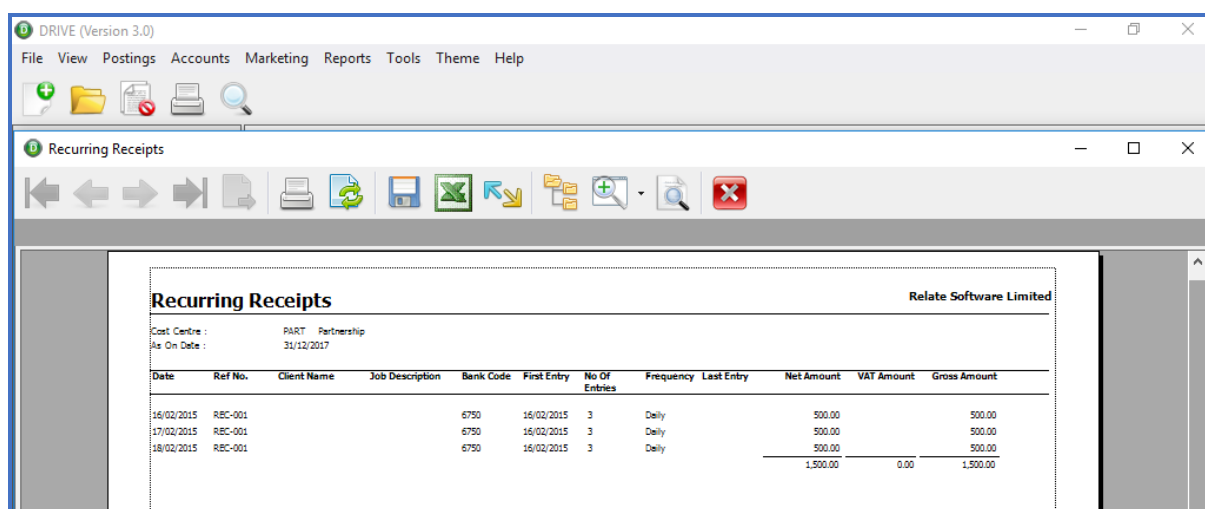 DRIVE (Version 3.0)
File View Postings Accounts Marketing Reports Tools Theme Help
Recurring Receipts
Recurring Receipts Relate Software Limited
Cost Centre : PART Partnership
As On Date : 31/12/2017
Date Ref No. Client Name Job Description Bank Code First Entry No Of Entries Frequency Last Entry Net Amount VAT Amount Gross Amount
16/02/2015 REC-001 6750 16/02/2015 3 Daily 500.00 500.00
17/02/2015 REC-001 6750 16/02/2015 3 Daily 500.00 500.00
18/02/2015 REC-001 6750 16/02/2015 3 Daily 500.00 500.00
1,500.00 0.00 1,500.00